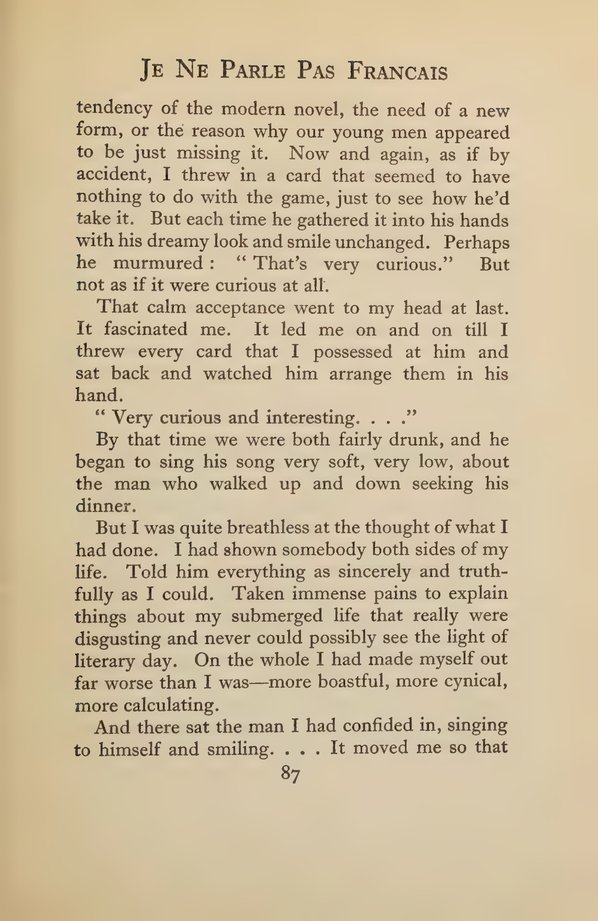 Je Ne Parle Pas Francais
tendency of the modern novel, the need of a new
form, or the reason why our young men appeared
to be just missing it. Now and again, as if by
accident, I threw in a card that seemed to have
nothing to do with the game, just to see how he'd
take it. But each time he gathered it into his hands
with his dreamy look and smile unchanged. Perhaps
he murmured : “ That's very curious.” But
not as if it were curious at all.
That calm acceptance went to my head at last.
It fascinated me. It led me on and on till I
threw every card that I possessed at him and
sat back and watched him arrange them in his
hand.
“ Very curious and interesting. . . .”
By that time we were both fairly drunk, and he
began to sing his song very soft, very low, about
the man who walked up and down seeking his
dinner.
But I was quite breathless at the thought of what I
had done. I had shown somebody both sides of my
life. Told him everything as sincerely and truth-
fully as I could. Taken immense pains to explain
things about my submerged life that really were
disgusting and never could possibly see the light of
literary day. On the whole I had made myself out
far worse than I was—more boastful, more cynical,
more calculating.
And there sat the man I had confided in, singing
to himself and smiling. . . . It moved me so that
87